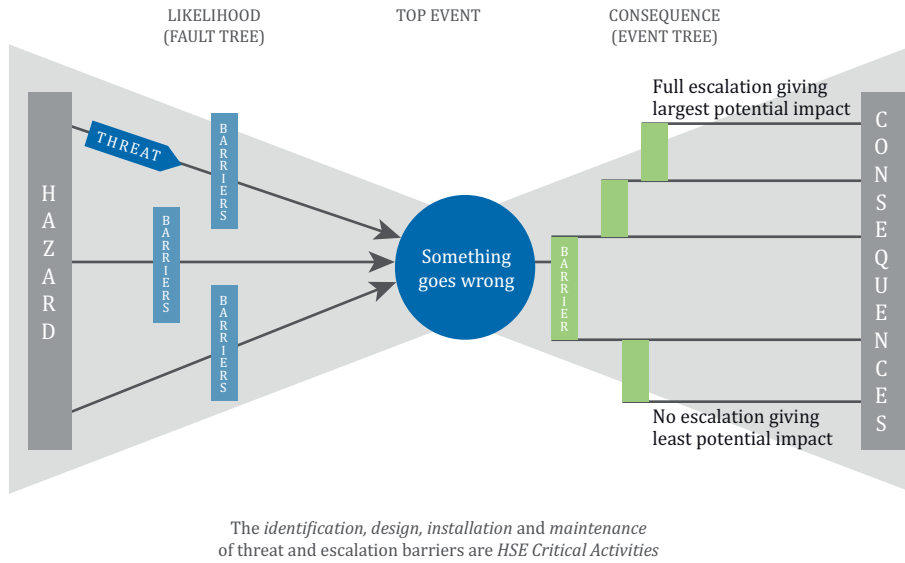 LIKELIHOOD
(FAULT TREE)
TOP EVENT
CONSEQUENCE
(EVENT TREE)
HAZARD
THREAT
BARRIERS
BARRIERS
BARRIERS
Something
goes wrong
BARRIER
Full escalation giving
largest potential impact
No escalation giving
least potential impact
CONSEQUENCES
The identification, design, installation and maintenance
of threat and escalation barriers are HSE Critical Activities